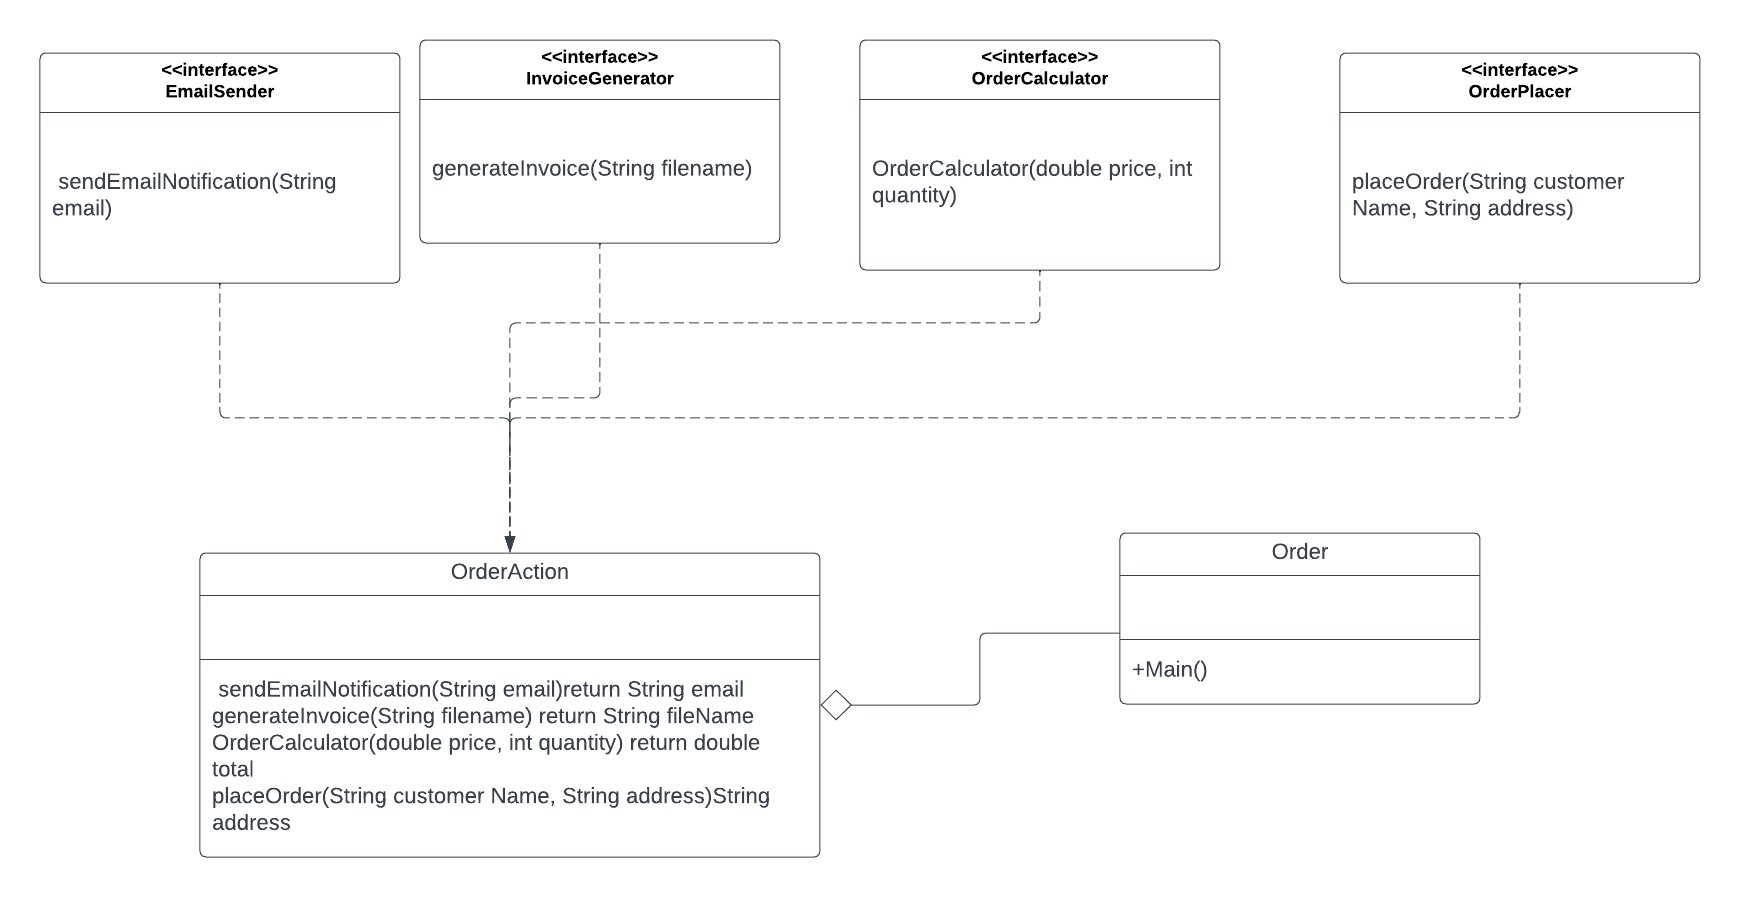 <<interface>>
EmailSender
sendEmailNotification(String
email)
<<interface>>
InvoiceGenerator
generateInvoice(String filename)
<<interface>>
OrderCalculator
OrderCalculator(double price, int
quantity)
<<interface>>
OrderPlacer
placeOrder(String customer
Name, String address)
OrderAction
sendEmailNotification(String email)return String email
generateInvoice(String filename) return String fileName
OrderCalculator(double price, int quantity) return double
total
placeOrder(String customer Name, String address)String
address
Order
+Main()